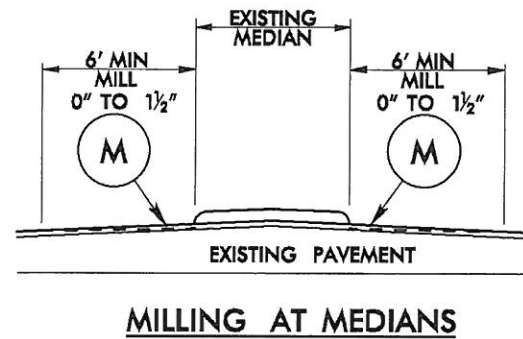 EXISTING
MEDIAN
6' MIN
MILL
0" TO 1½"
6' MIN
MILL
0" TO 1½"
M
M
EXISTING PAVEMENT
MILLING AT MEDIANS